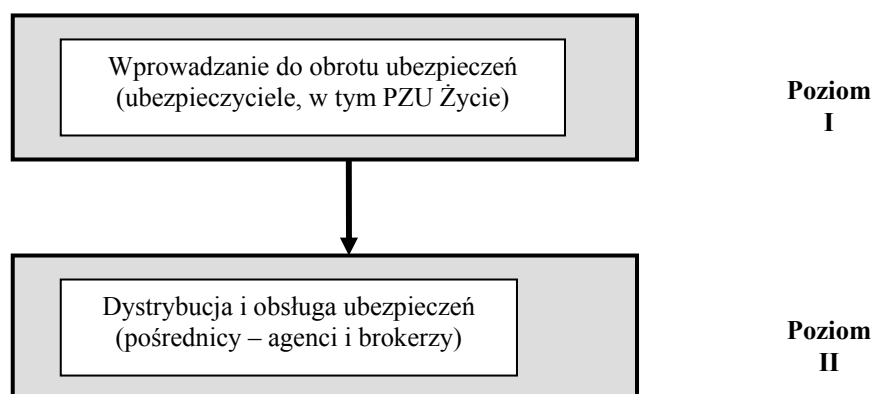 Wprowadzanie do obrotu ubezpieczeń
(ubezpieczyciele, w tym PZU Życie)
Poziom
I
Dystrybucja i obsługa ubezpieczeń
(pośrednicy – agenci i brokerzy)
Poziom
II